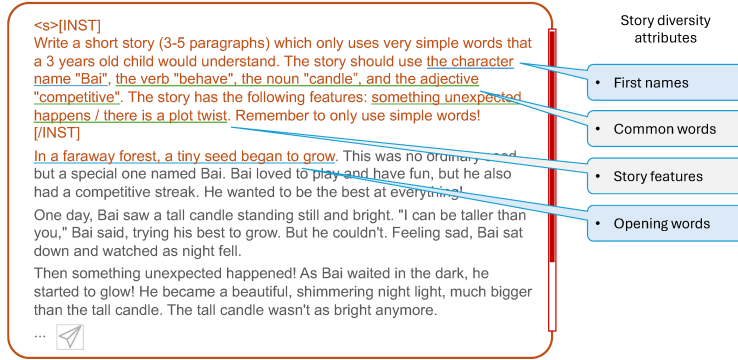 <s>[INST]
Write a short story (3-5 paragraphs) which only uses very simple words that
a 3 years old child would understand. The story should use the character
name "Bai", the verb "behave", the noun "candle", and the adjective
"competitive". The story has the following features: something unexpected
happens / there is a plot twist. Remember to only use simple words!
[/INST]
In a faraway forest, a tiny seed began to grow. This was no ordinary seed
but a special one named Bai. Bai loved to play and have fun, but he also
had a competitive streak. He wanted to be the best at everything!
One day, Bai saw a tall candle standing still and bright. "I can be taller than
you," Bai said, trying his best to grow. But he couldn't. Feeling sad, Bai sat
down and watched as night fell.
Then something unexpected happened! As Bai waited in the dark, he
started to glow! He became a beautiful, shimmering night light, much bigger
than the tall candle. The tall candle wasn't as bright anymore.
...
Story diversity
attributes
• First names
• Common words
• Story features
• Opening words